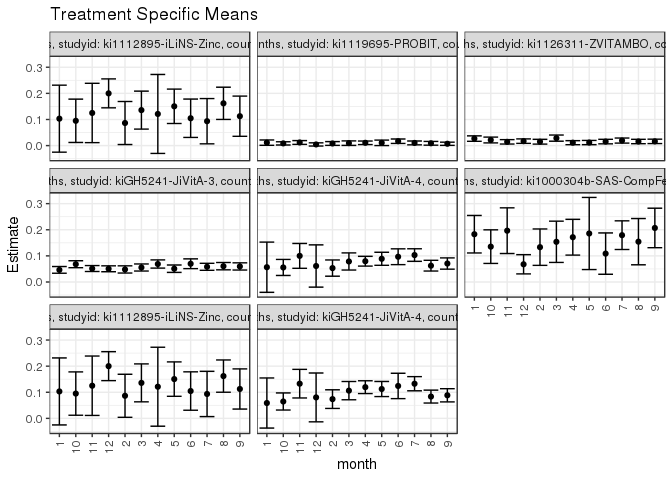 Treatment Specific Means
s, studyid: ki1112895-iLiNS-Zinc, coun
nths, studyid: ki1119695-PROBIT, co
ns, studyid: ki1126311-ZVITAMBO, co
0.3
0.2
0.1
0.0
ths, studyid: kiGH5241-JiVitA-3, count
hs, studyid: kiGH5241-JiVitA-4, count
hs, studyid: ki1000304b-SAS-CompFe
0.3
0.2
0.1
0.0
Estimate
1 10 11 12 2 3 4 5 6 7 8 9
s, studyid: ki1112895-iLiNS-Zinc, coun
hs, studyid: kiGH5241-JiVitA-4, count
0.3
0.2
0.1
0.0
1 10 11 12 2 3 4 5 6 7 8 9
1 10 11 12 2 3 4 5 6 7 8 9
month